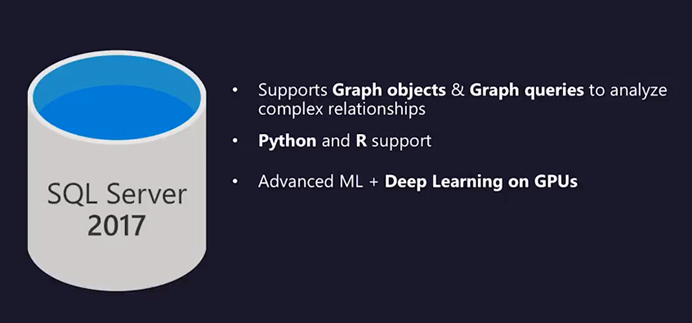 SQL Server
2017
• Supports Graph objects & Graph queries to analyze
complex relationships
• Python and R support
• Advanced ML + Deep Learning on GPUs